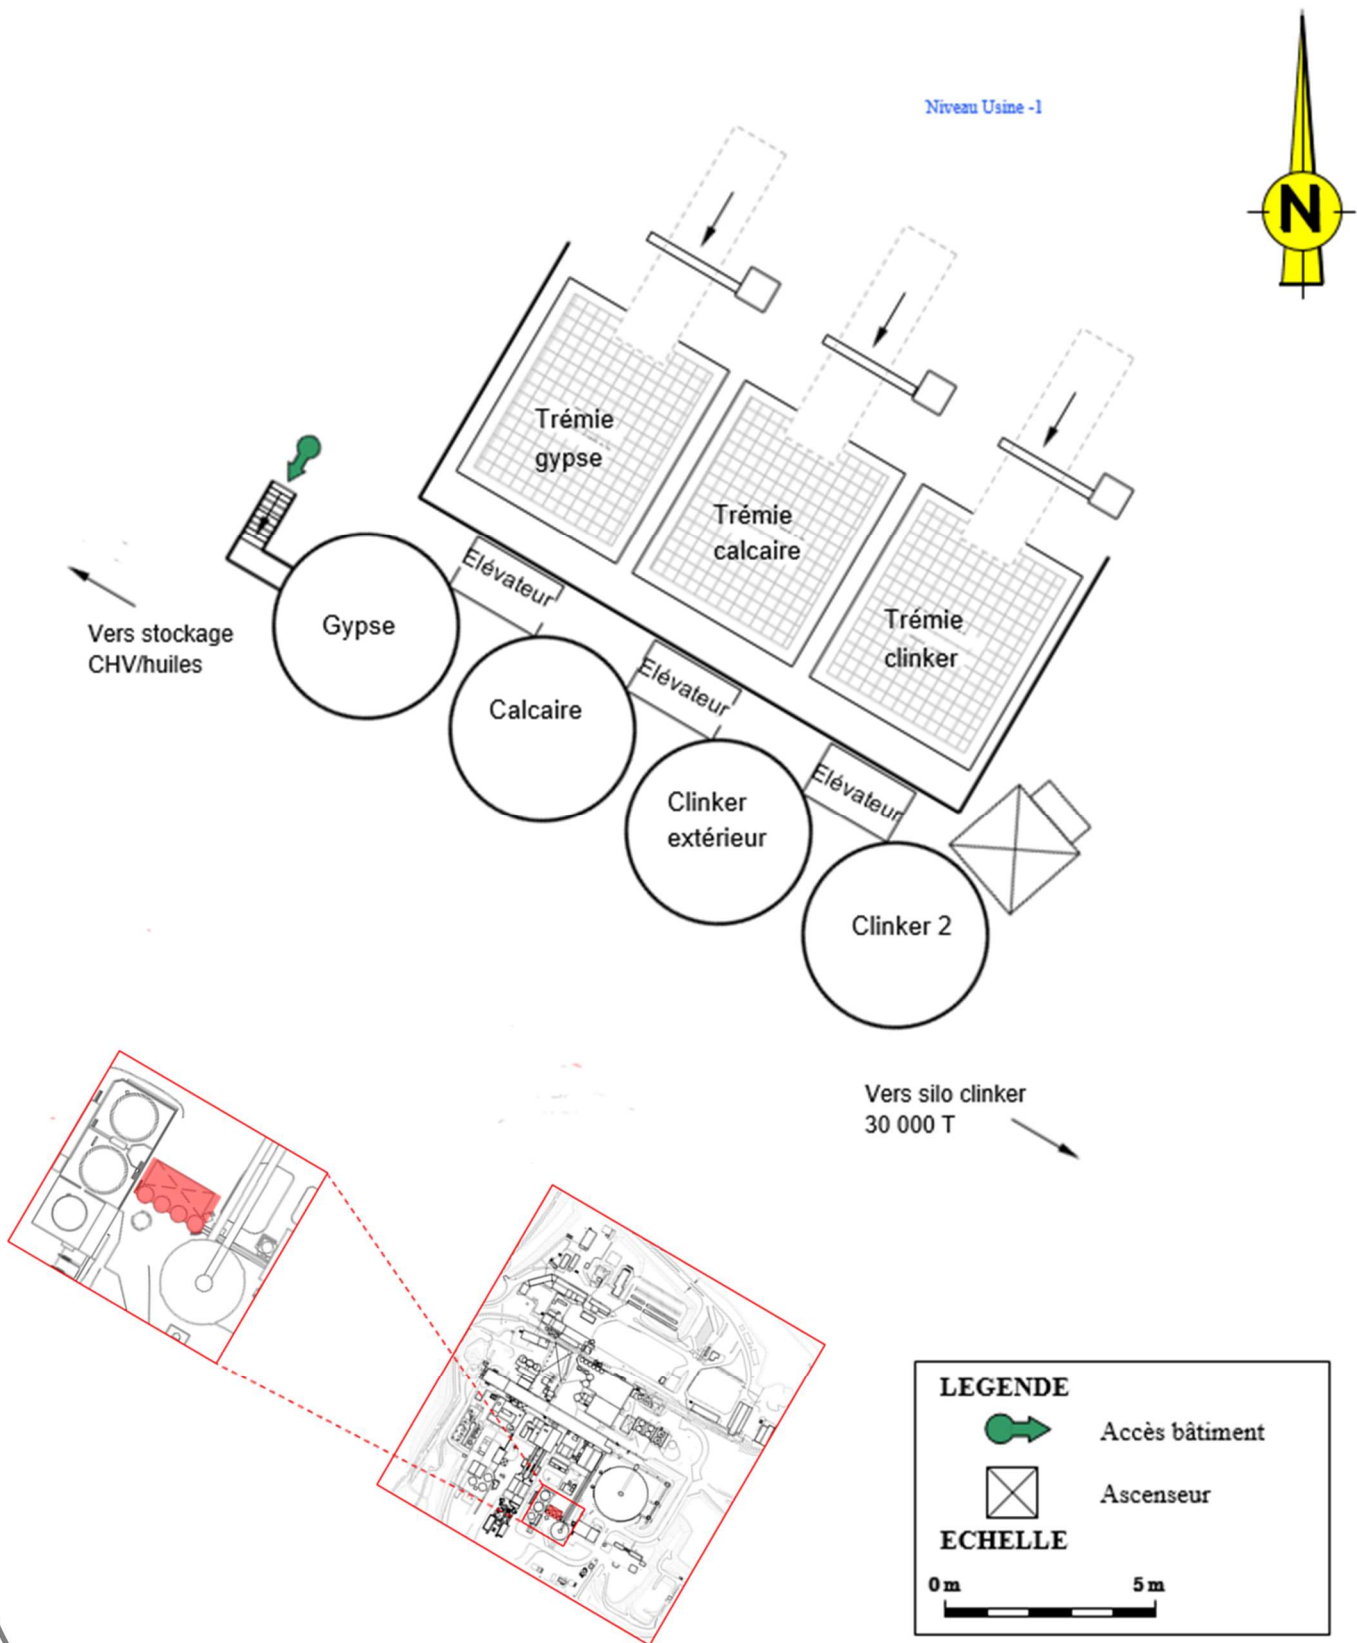 Niveau Usine -1
N
Trémie
gypse
Trémie
calcaire
Trémie
clinker
Elévateur
Elévateur
Elévateur
Gypse
Calcaire
Clinker
extérieur
Clinker 2
Vers stockage
CHV/huiles
Vers silo clinker
30 000 T
LEGENDE
Accès bâtiment
Ascenseur
ECHELLE
0 m 5 m